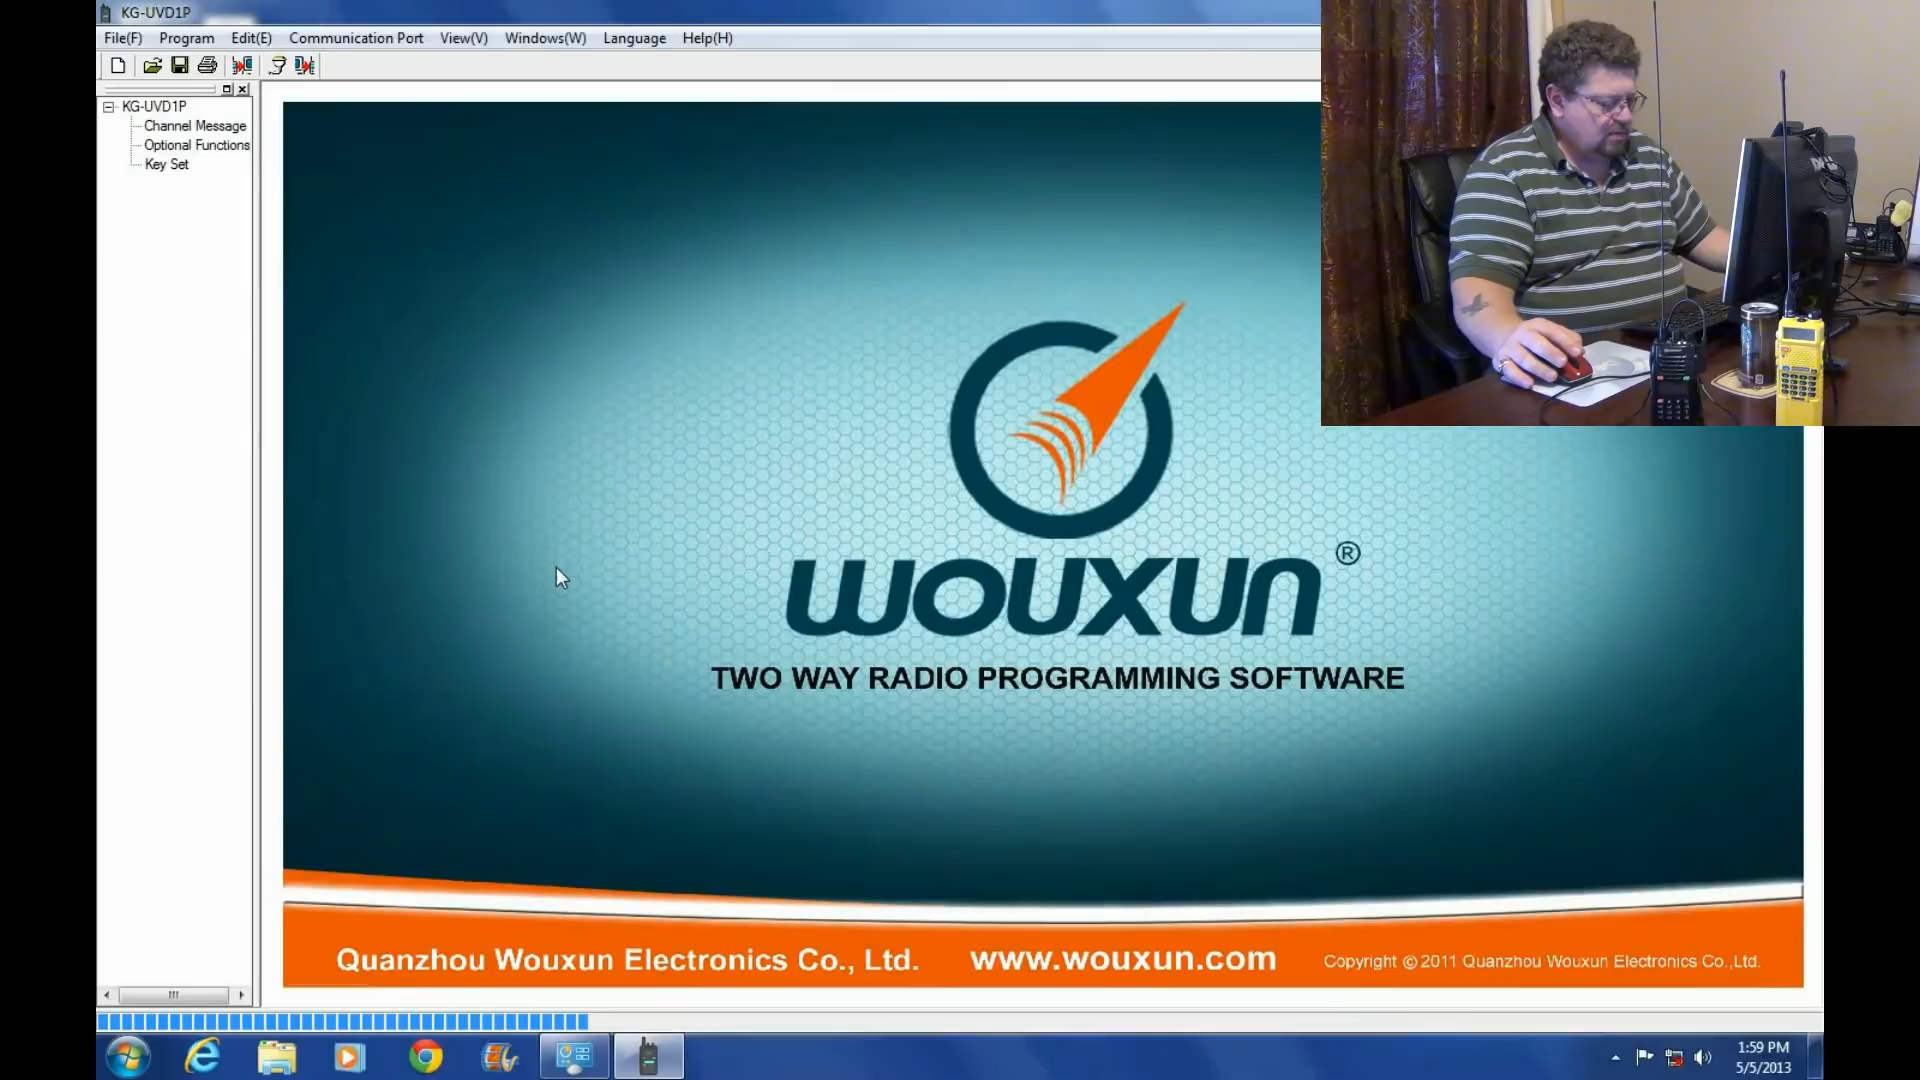 KG-UVD1P
File(F) Program Edit(E) Communication Port View(V) Windows(W) Language Help(H)
KG-UVD1P
Channel Message
Optional Functions
Key Set
WOUXUN ®
TWO WAY RADIO PROGRAMMING SOFTWARE
Quanzhou Wouxun Electronics Co., Ltd. www.wouxun.com Copyright © 2011 Quanzhou Wouxun Electronics Co.,Ltd.
1:59 PM
5/5/2013